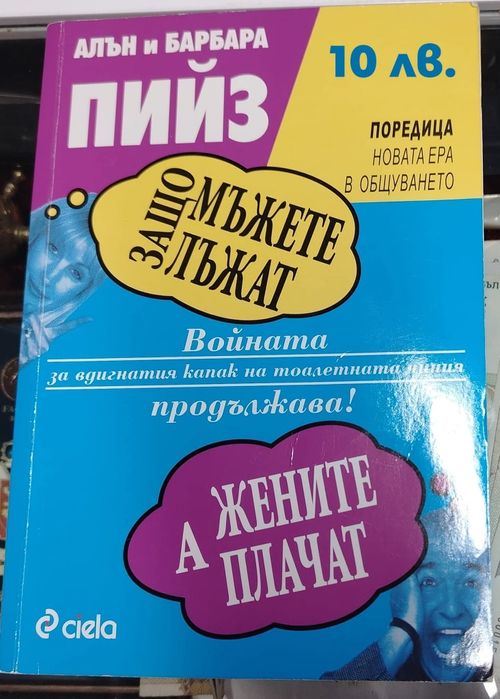 АЛЪН И БАРБАРА
ПИЙЗ
10 лв.
ПОРЕДИЦА
НОВАТА ЕРА
В ОБЩУВАНЕТО
ЗАЩО
МЪЖЕТЕ
ЛЪЖАТ
Войната
за вдигнатия капак на тоалетната чиния
продължава!
А ЖЕНИТЕ
ПЛАЧАТ
ciela